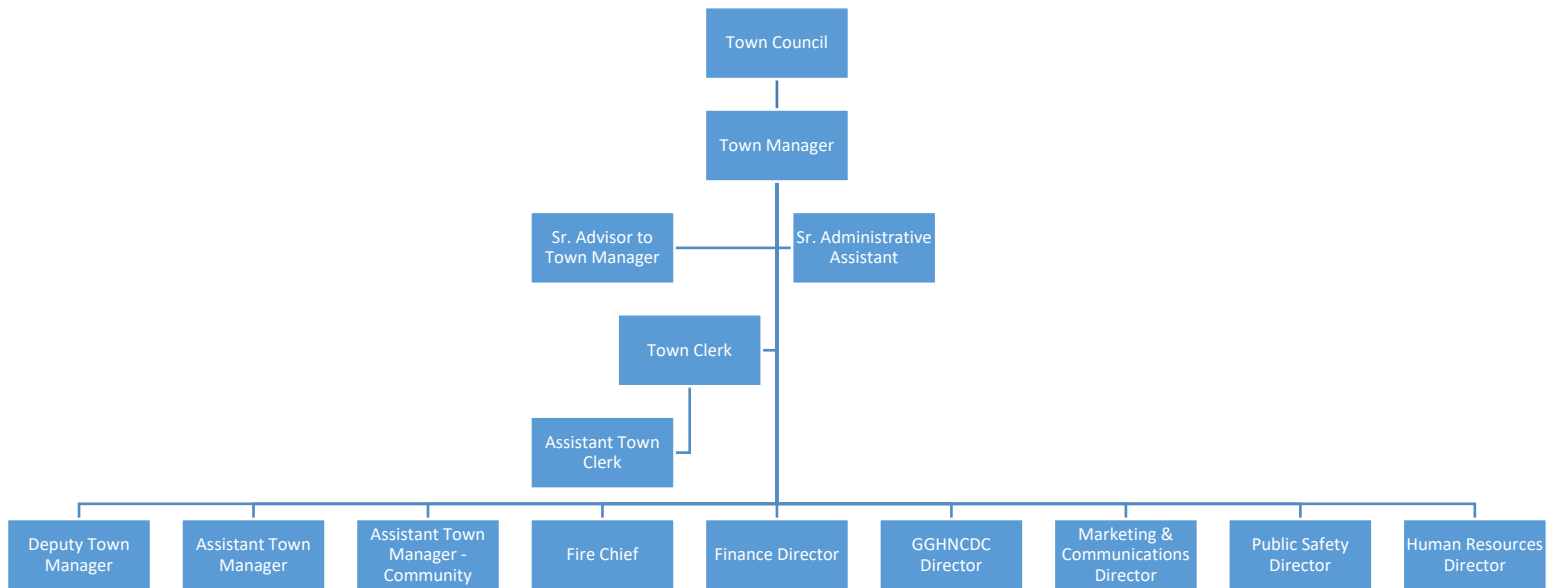 Town Council
Town Manager
Sr. Advisor to
Town Manager
Sr. Administrative
Assistant
Town Clerk
Assistant Town
Clerk
Deputy Town
Manager
Assistant Town
Manager
Assistant Town
Manager -
Community
Fire Chief
Finance Director
GGHNCDC
Director
Marketing &
Communications
Director
Public Safety
Director
Human Resources
Director